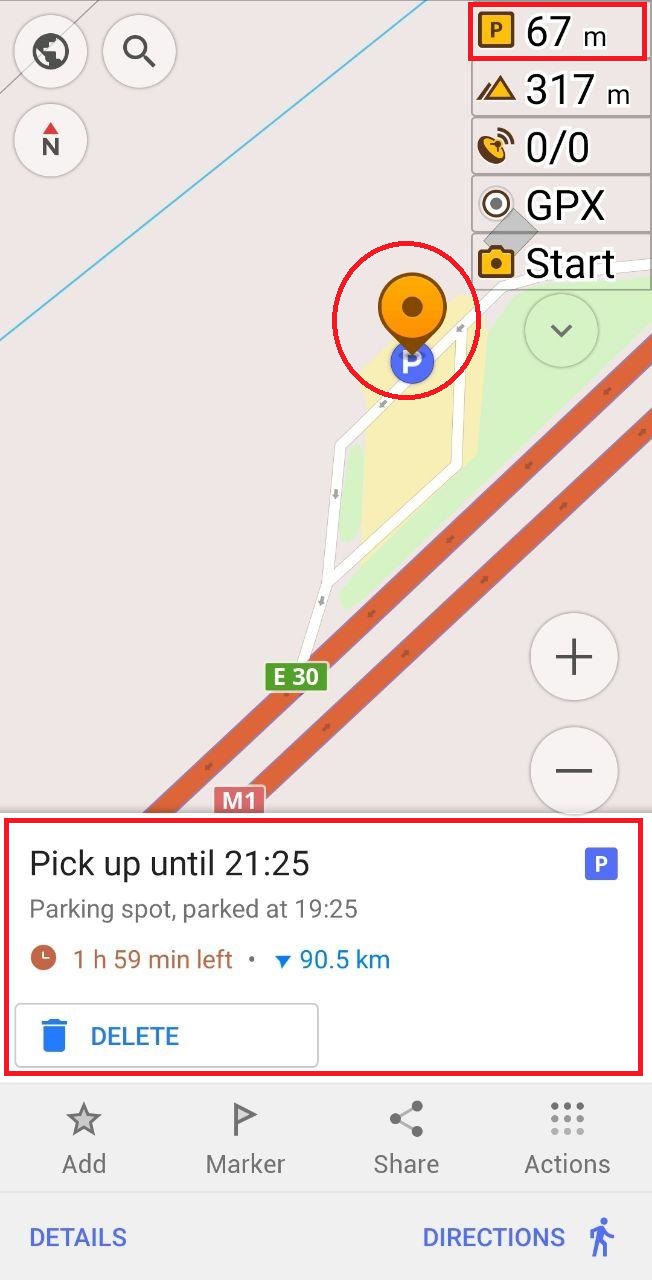 P 67 m
317 m
0/0
GPX
Start
N
P
E 30
M1
Pick up until 21:25
P
Parking spot, parked at 19:25
1 h 59 min left • 90.5 km
DELETE
Add
Marker
Share
Actions
DETAILS
DIRECTIONS